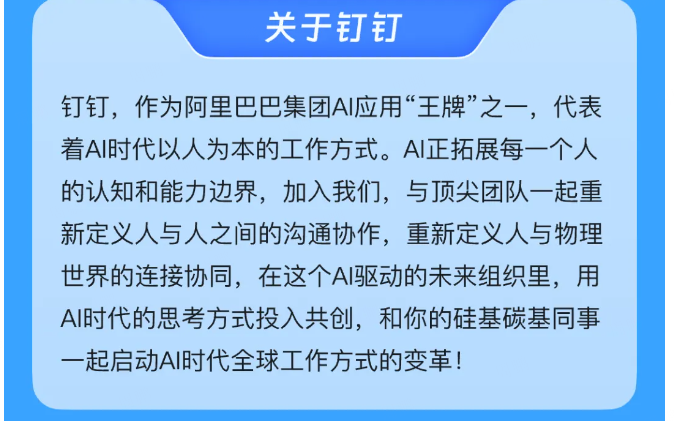 关于钉钉
钉钉，作为阿里巴巴集团AI应用“王牌”之一，代表
着AI时代以人为本的工作方式。AI正拓展每一个人
的认知和能力边界，加入我们，与顶尖团队一起重
新定义人与人之间的沟通协作，重新定义人与物理
世界的连接协同，在这个AI驱动的未来组织里，用
AI时代的思考方式投入共创，和你的硅基碳基同事
一起启动AI时代全球工作方式的变革！